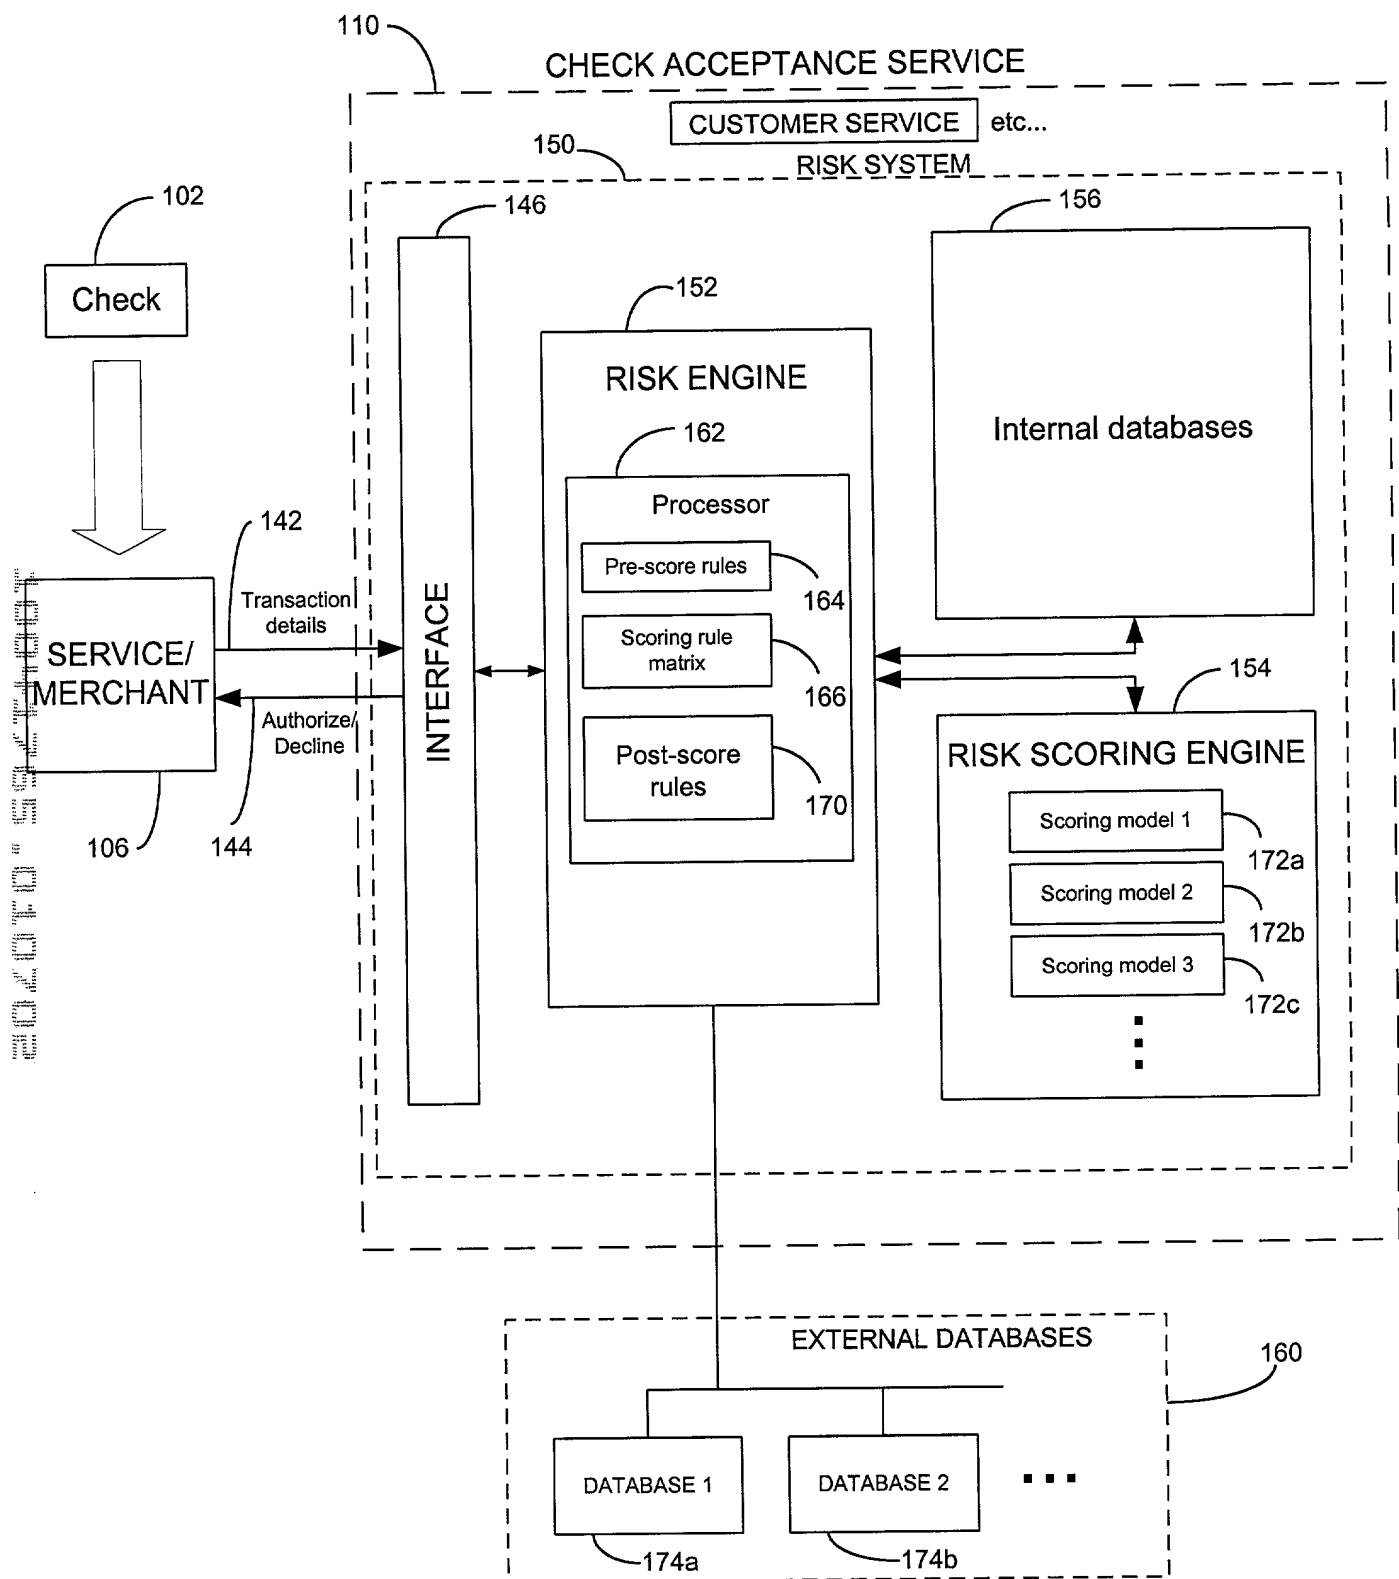 110
CHECK ACCEPTANCE SERVICE
CUSTOMER SERVICE etc...
150
RISK SYSTEM
102
146
156
Check
152
RISK ENGINE
162
Internal databases
Processor
142
Pre-score rules
164
Transaction
details
INTERFACE
Scoring rule
matrix
166
SERVICE/
MERCHANT
154
Authorize/
Decline
RISK SCORING ENGINE
Post-score
rules
170
Scoring model 1
172a
106
144
Scoring model 2
172b
Scoring model 3
172c
EXTERNAL DATABASES
160
DATABASE 1
DATABASE 2
174a
174b